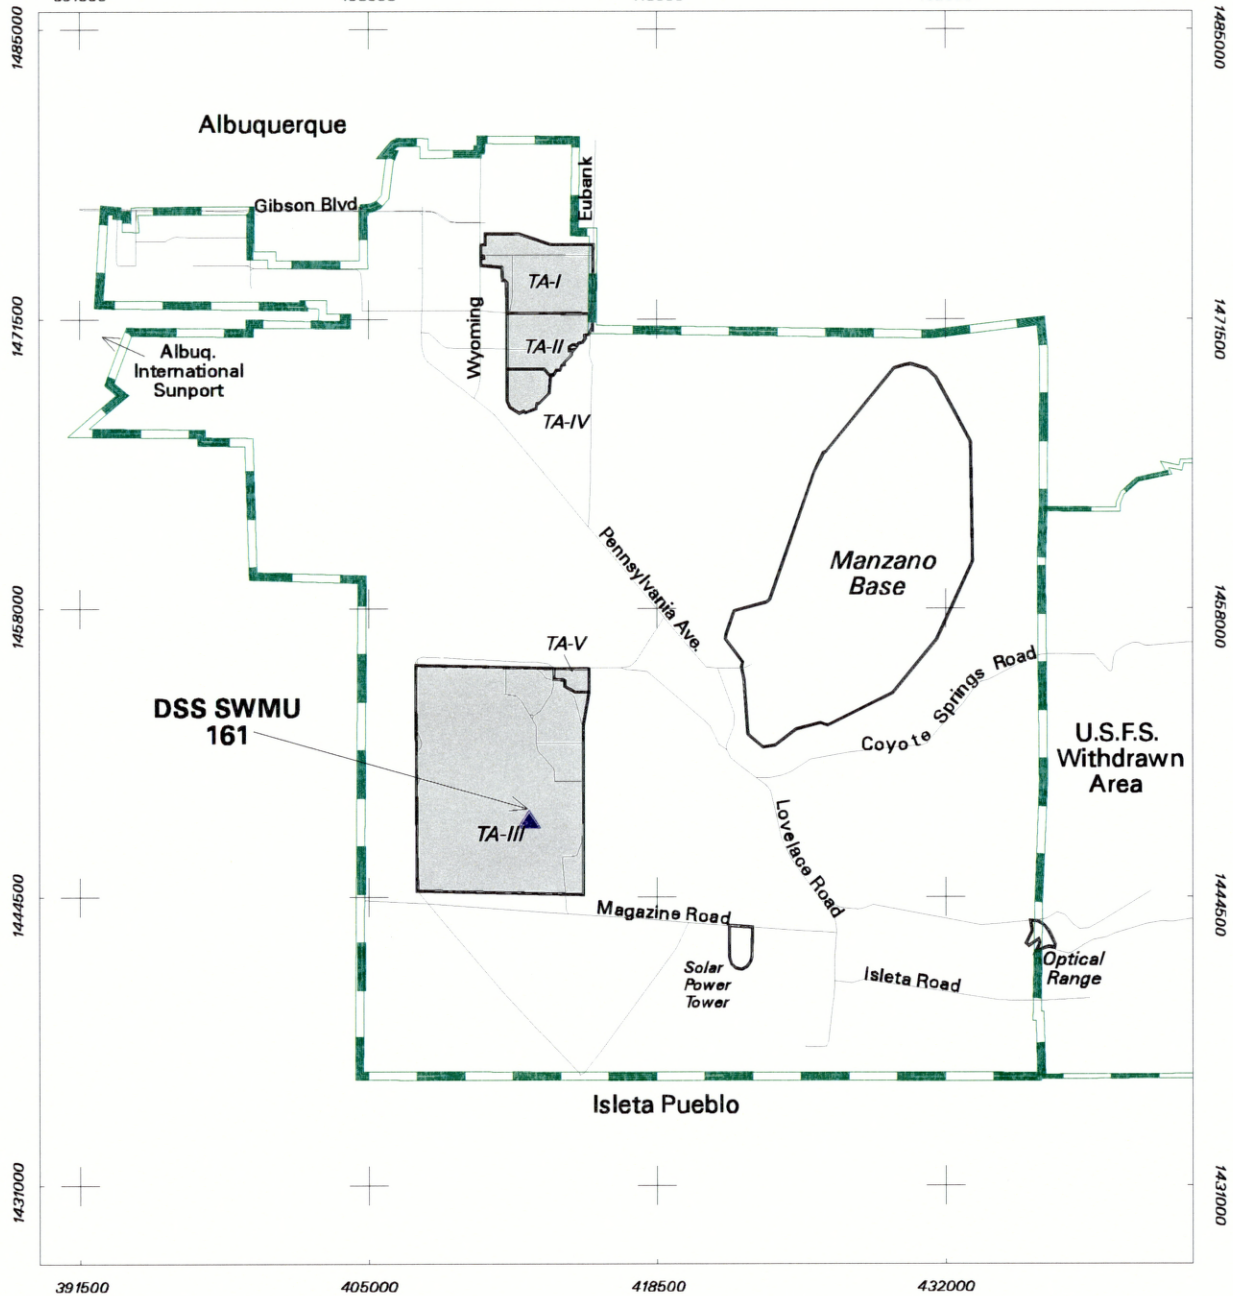 1485000
1485000
Albuquerque
Gibson Blvd
Eubank
TA-I
Wyoming
1471500
1471500
TA-II
Albuq.
International
Sunport
TA-IV
Pennsylvania Ave.
Manzano
Base
1458000
1458000
TA-V
Coyote Springs Road
DSS SWMU
161
U.S.F.S.
Withdrawn
Area
TA-III
Lovelace Road
1444500
1444500
Magazine Road
Solar
Power
Tower
Isleta Road
Optical
Range
Isleta Pueblo
1431000
1431000
391500
405000
418500
432000